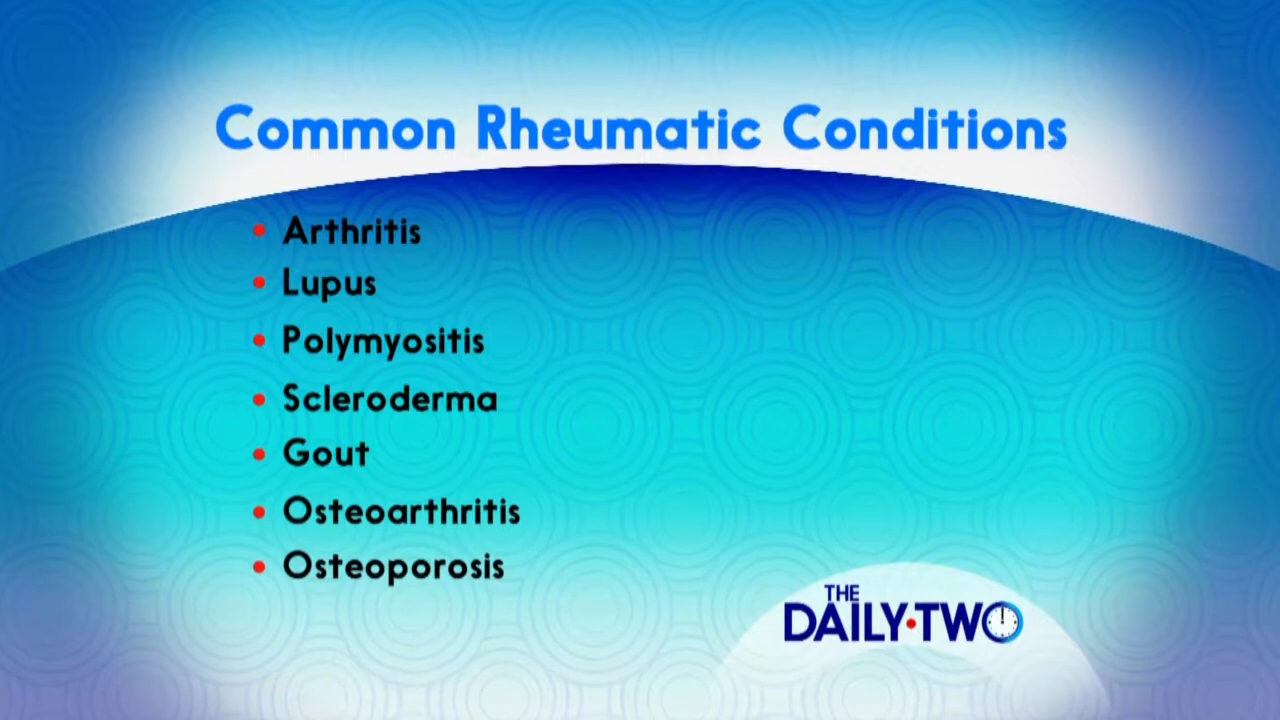 Common Rheumatic Conditions
• Arthritis
• Lupus
• Polymyositis
• Scleroderma
• Gout
• Osteoarthritis
• Osteoporosis
THE
DAILY•TWO